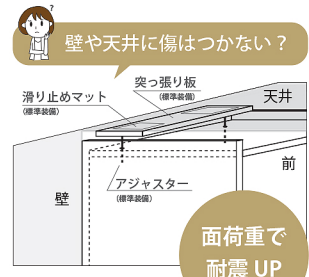 ?
壁や天井に傷はつかない？
突っ張り板
(標準装備)
天井
滑り止めマット
(標準装備)
前
アジャスター
(標準装備)
壁
面荷重で
耐震UP